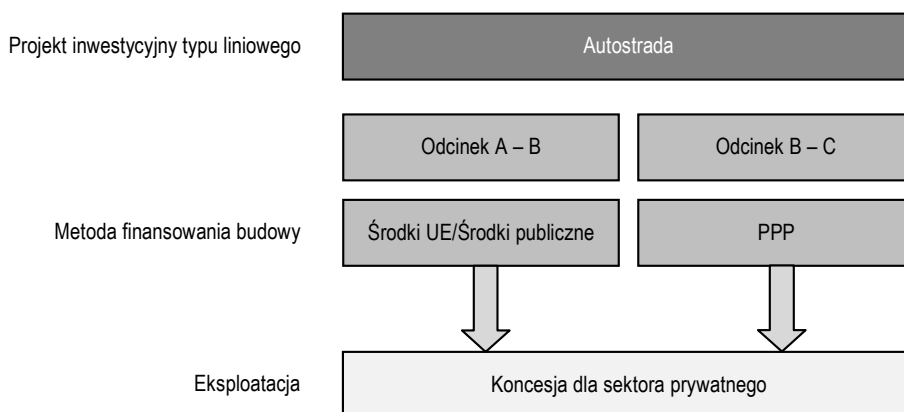 Projekt inwestycyjny typu liniowego
Autostrada
Odcinek A – B
Odcinek B – C
Metoda finansowania budowy
Środki UE/Środki publiczne
PPP
Eksploatacja
Koncesja dla sektora prywatnego